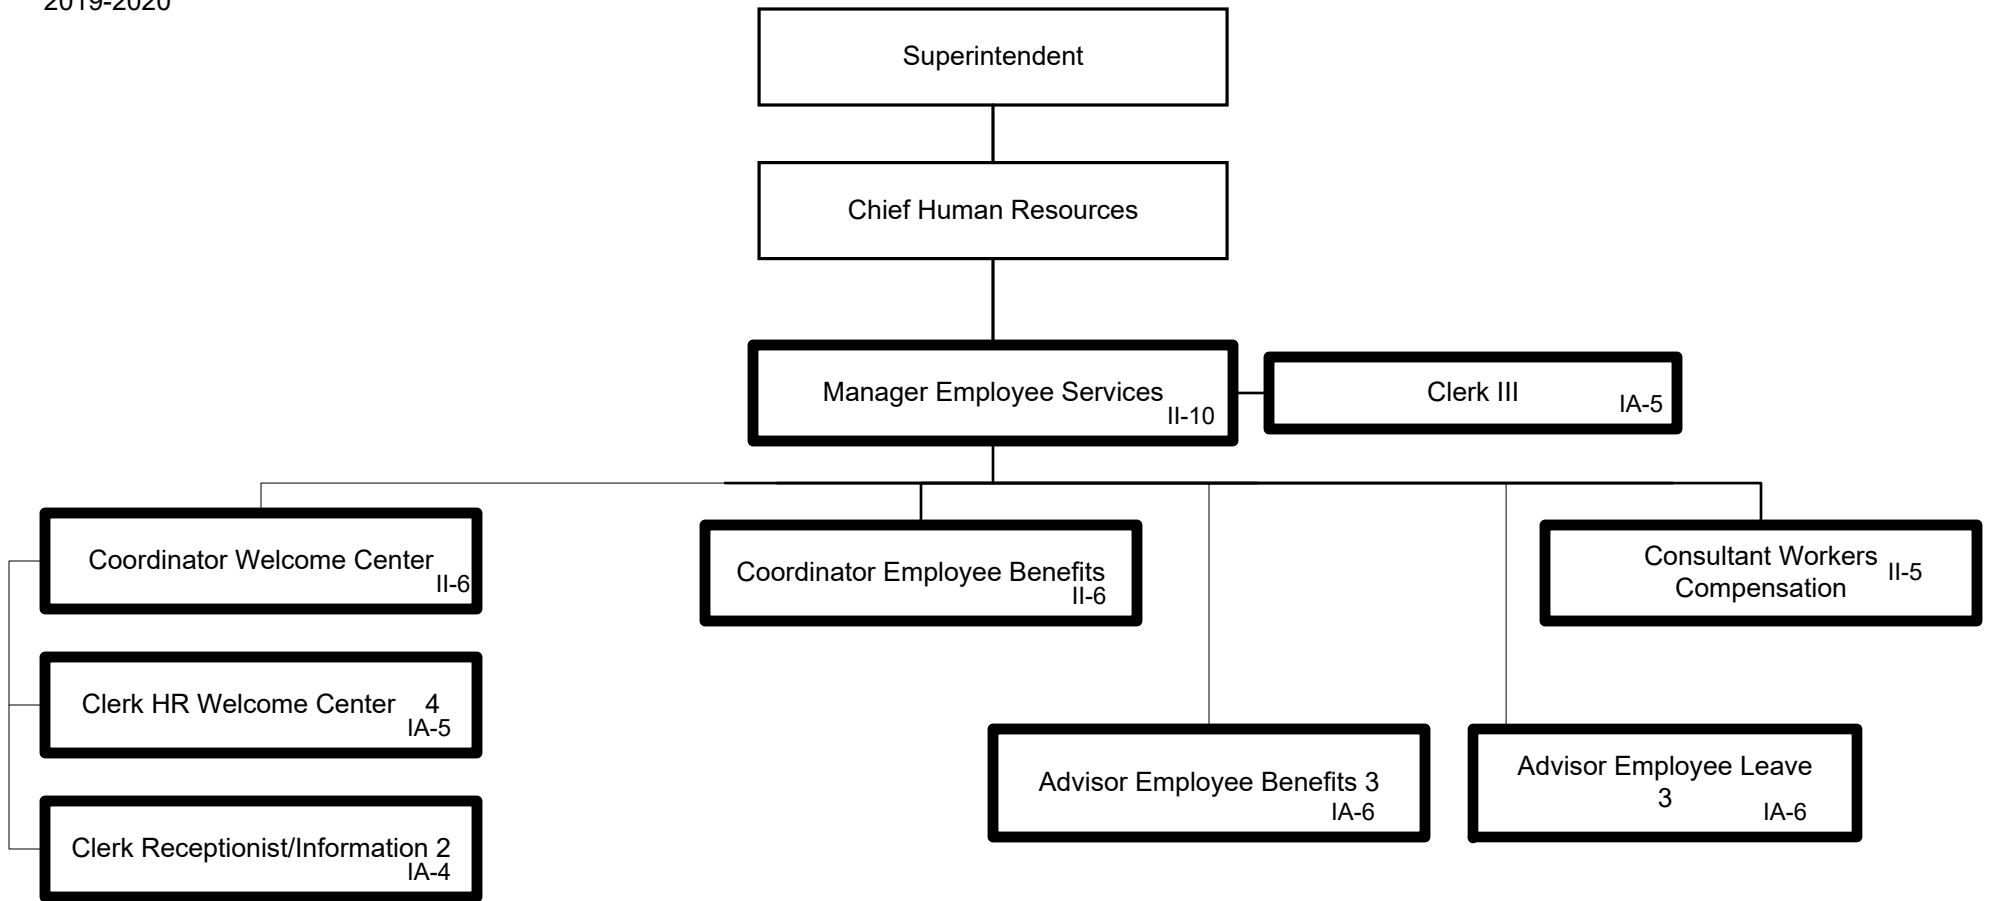 2019-2020
Superintendent
Chief Human Resources
Manager Employee Services
II-10
Clerk III
IA-5
Coordinator Welcome Center
II-6
Coordinator Employee Benefits
II-6
Consultant Workers
Compensation
II-5
Clerk HR Welcome Center 4
IA-5
Advisor Employee Benefits 3
IA-6
Advisor Employee Leave
3
IA-6
Clerk Receptionist/Information 2
IA-4